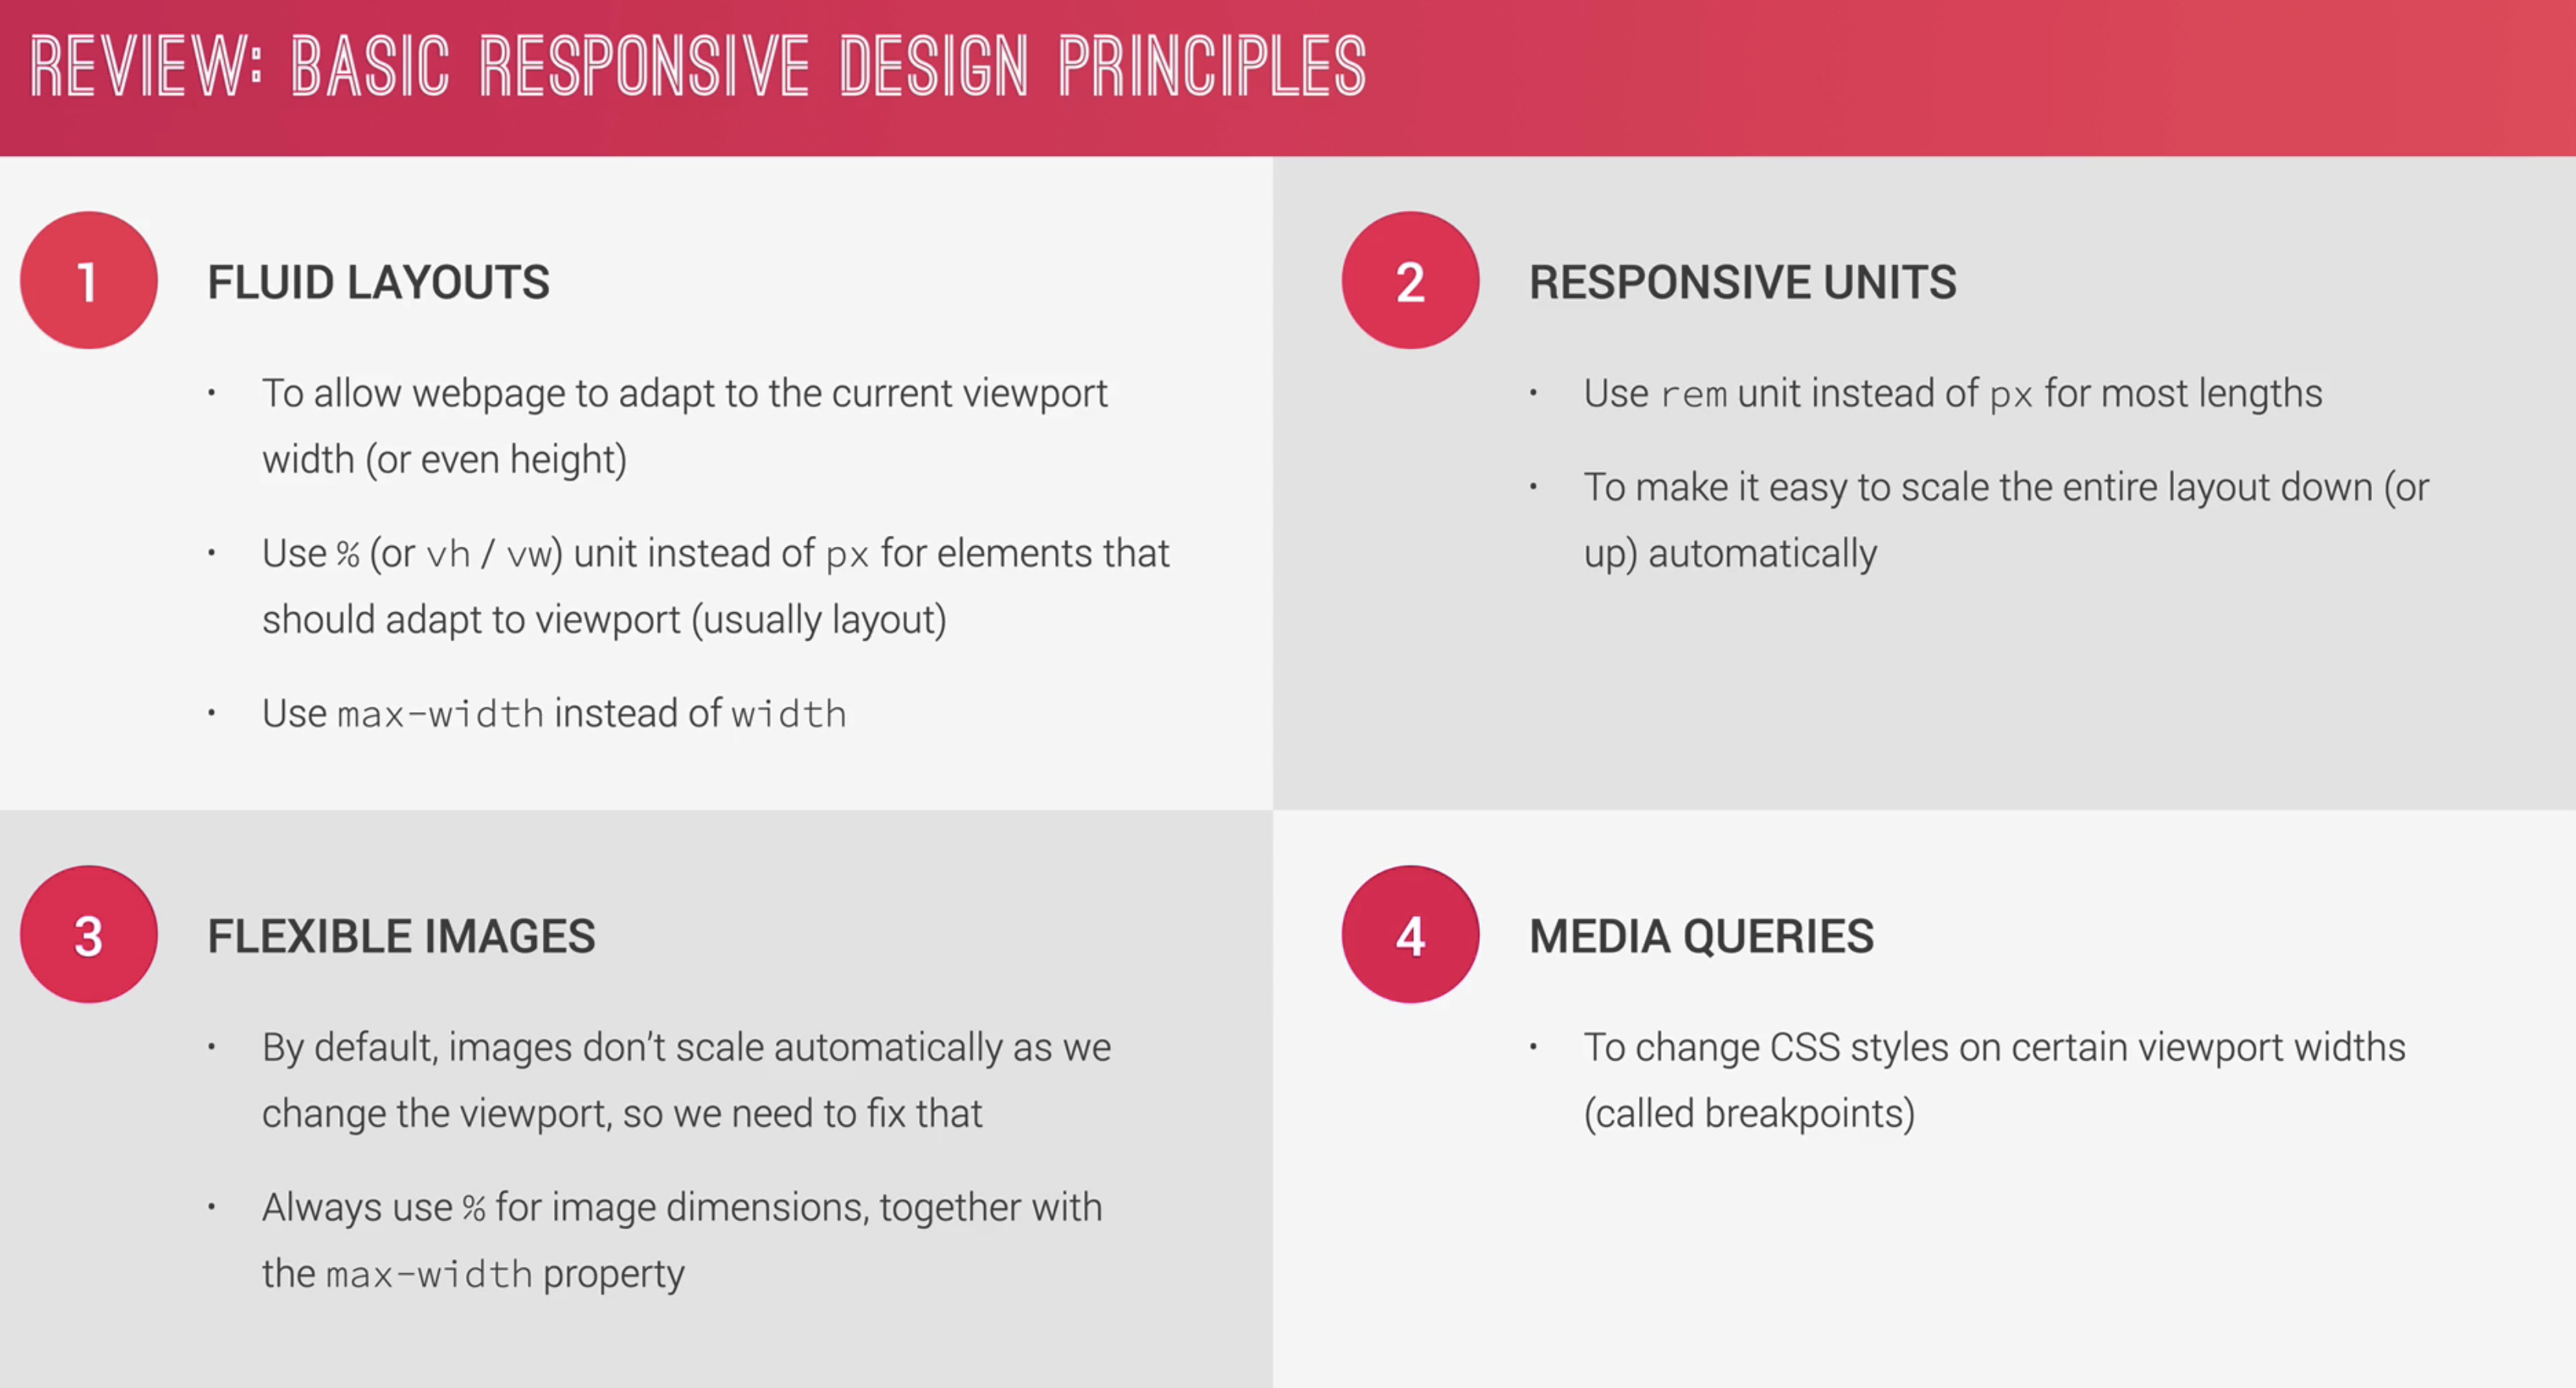 REVIEW: BASIC RESPONSIVE DESIGN PRINCIPLES
1
FLUID LAYOUTS
• To allow webpage to adapt to the current viewport
width (or even height)
• Use % (or vh / vw) unit instead of px for elements that
should adapt to viewport (usually layout)
• Use max-width instead of width
2
RESPONSIVE UNITS
• Use rem unit instead of px for most lengths
• To make it easy to scale the entire layout down (or
up) automatically
3
FLEXIBLE IMAGES
• By default, images don’t scale automatically as we
change the viewport, so we need to fix that
• Always use % for image dimensions, together with
the max-width property
4
MEDIA QUERIES
• To change CSS styles on certain viewport widths
(called breakpoints)